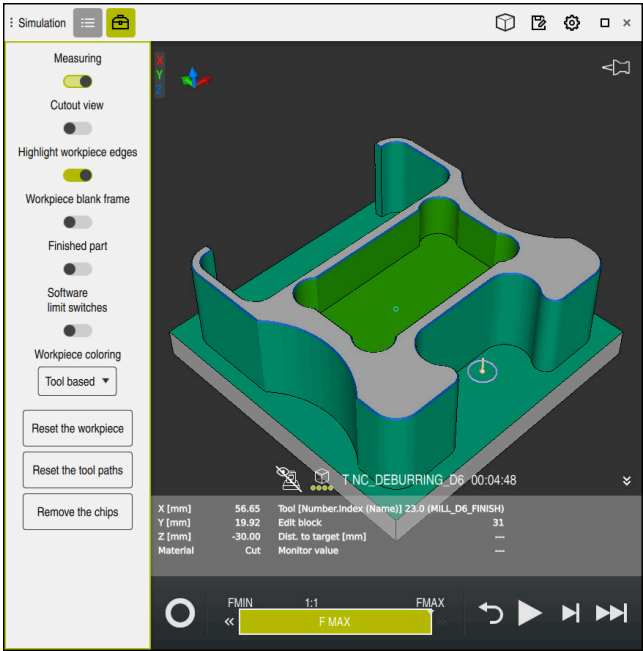 Simulation
Measuring
Cutout view
Highlight workpiece edges
Workpiece blank frame
Finished part
Software
limit switches
Workpiece coloring
Tool based
Reset the workpiece
Reset the tool paths
Remove the chips
X
Y
Z
T NC_DEBURRING_D6 00:04:48
X [mm] 56.65 Tool [Number.Index (Name)] 23.0 (MILL_D6_FINISH)
Y [mm] 19.92 Edit block 31
Z [mm] -30.00 Dist. to target [mm] ---
Material Cut Monitor value ---
FMIN 1:1 FMAX
F MAX